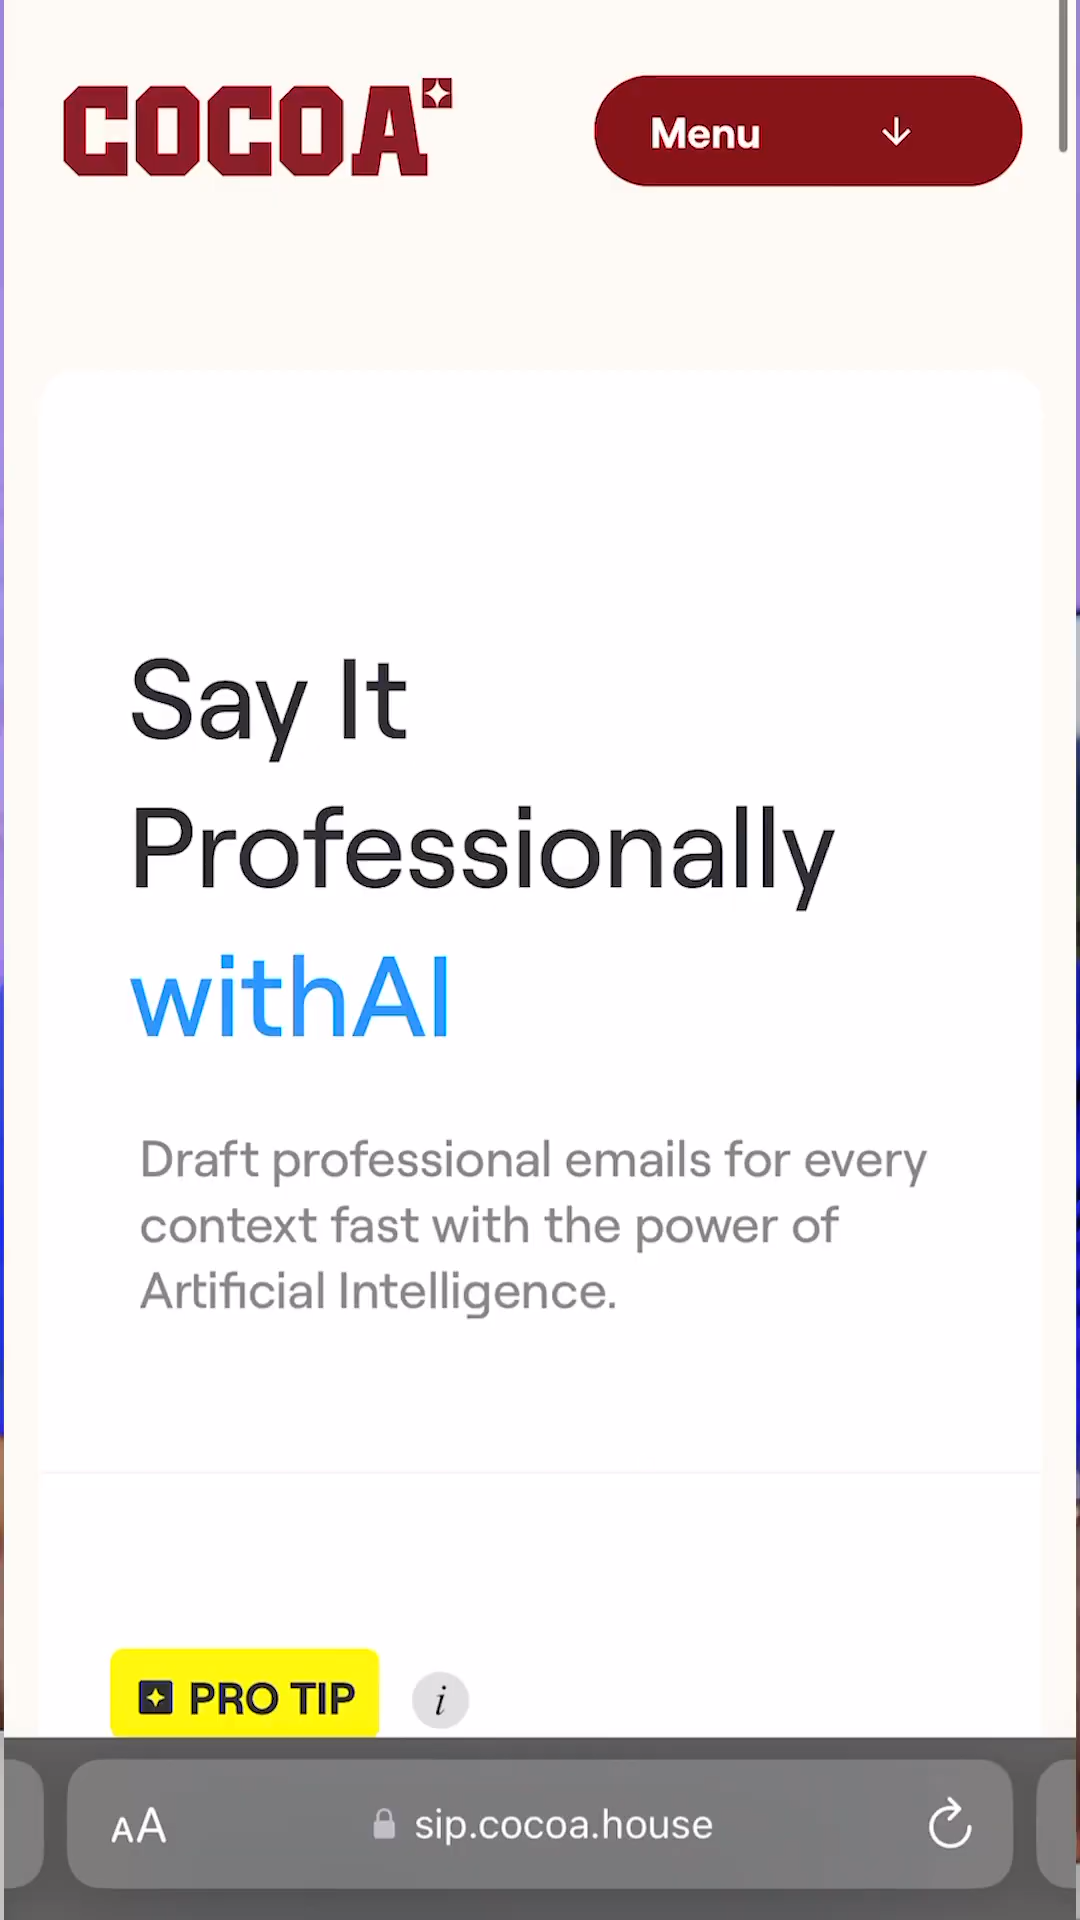 COCOA
Menu
Say It
Professionally
withAI
Draft professional emails for every
context fast with the power of
Artificial Intelligence.
PRO TIP i
AA sip.cocoa.house